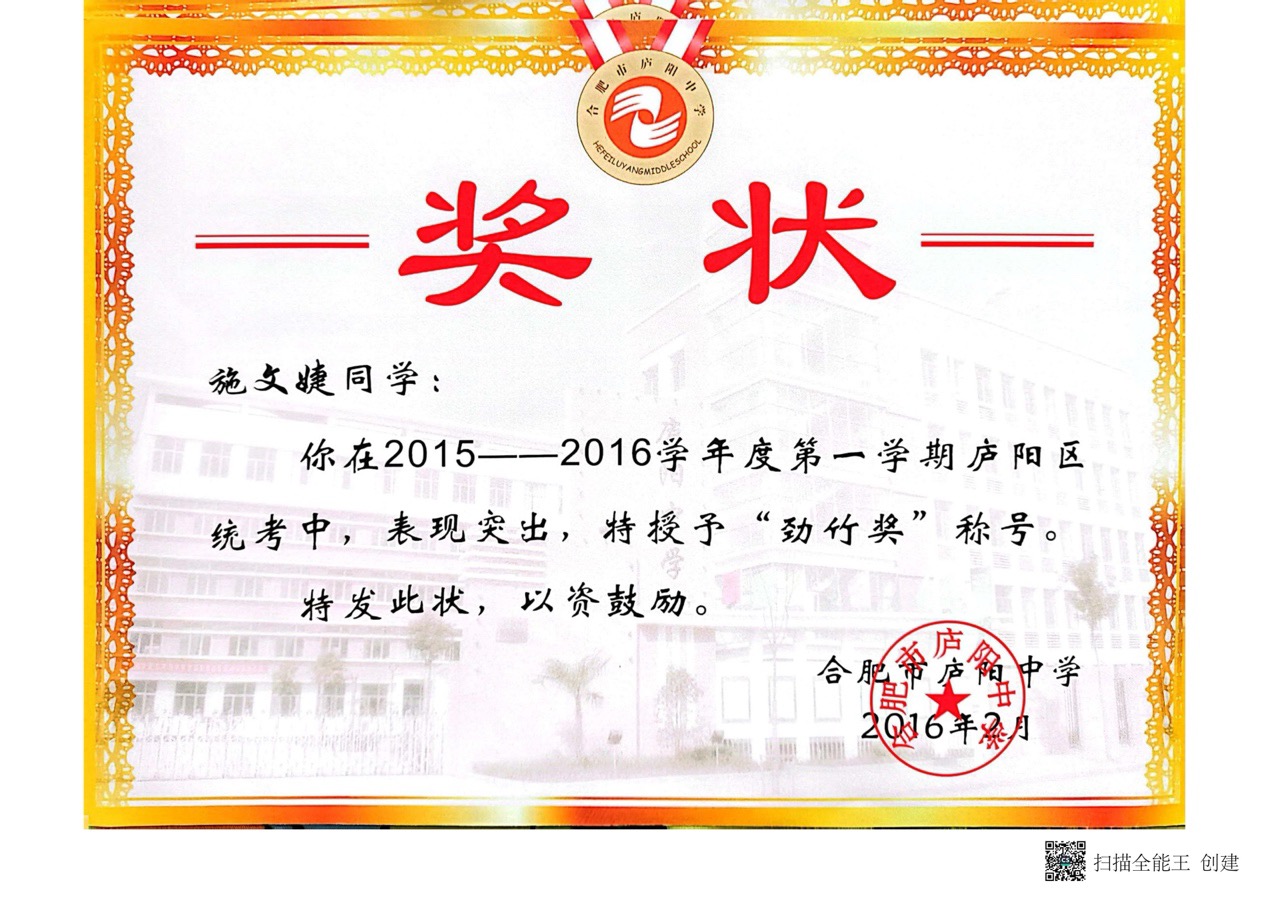 合肥市庐阳中学
HEFEILUYANGMIDDLESCHOOL
奖 状
施文婕同学：
你在2015——2016学年度第一学期庐阳区
统考中，表现突出，特授予“劲竹奖”称号。
特发此状，以资鼓励。
合肥市庐阳中学
2016年2月
合肥市庐阳中学
扫描全能王 创建